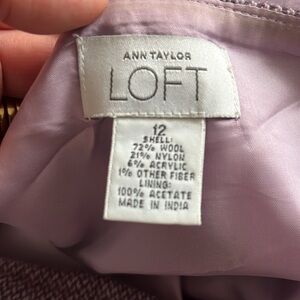 ANN TAYLOR
LOFT
12
SHELL:
72% WOOL
21% NYLON
6% ACRYLIC
1% OTHER FIBER
LINING:
100% ACETATE
MADE IN INDIA